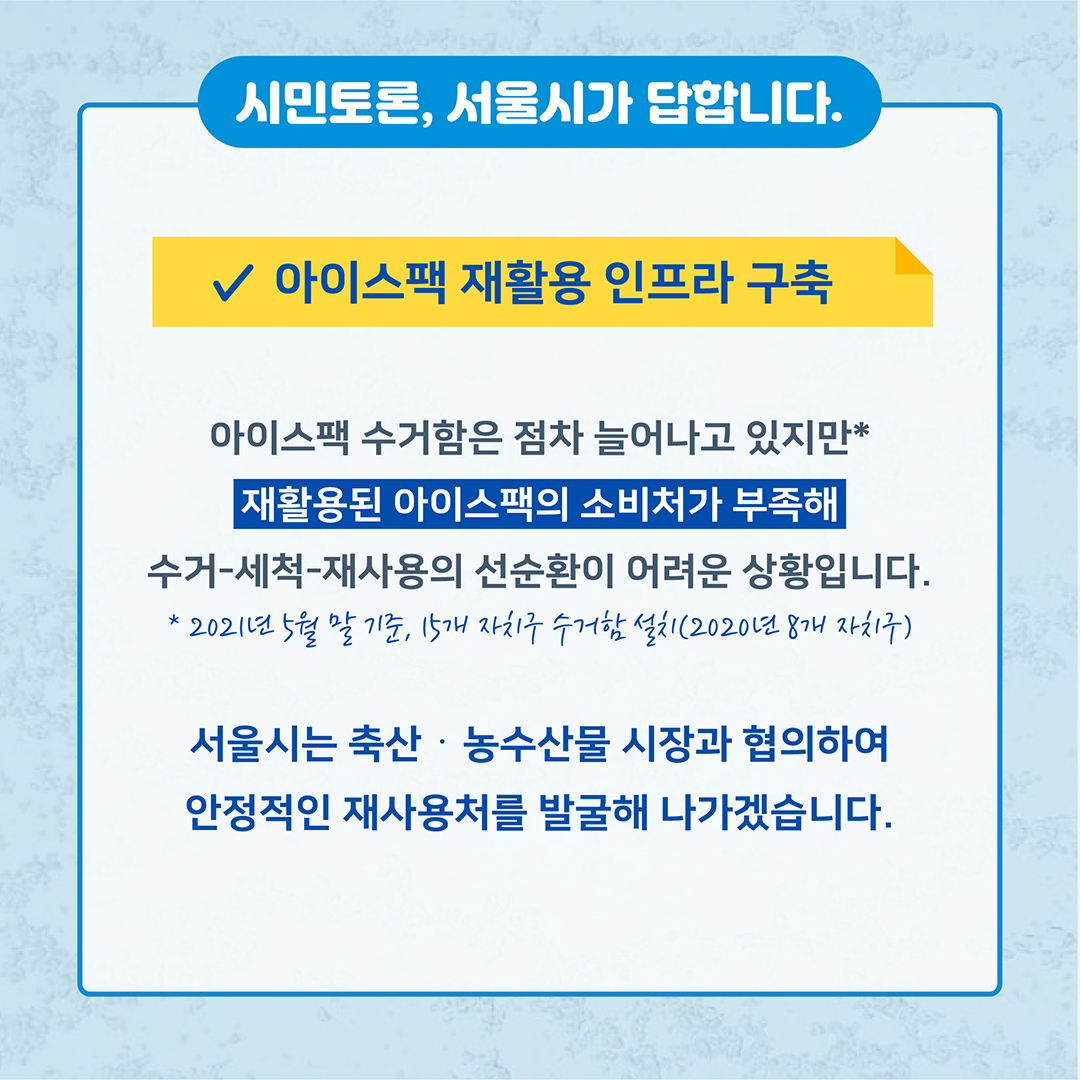 시민토론, 서울시가 답합니다.
✓ 아이스팩 재활용 인프라 구축
아이스팩 수거함은 점차 늘어나고 있지만*
재활용된 아이스팩의 소비처가 부족해
수거-세척-재사용의 선순환이 어려운 상황입니다.
* 2021년 5월 말 기준, 15개 자치구 수거함 설치(2020년 8개 자치구)
서울시는 축산 · 농수산물 시장과 협의하여
안정적인 재사용처를 발굴해 나가겠습니다.